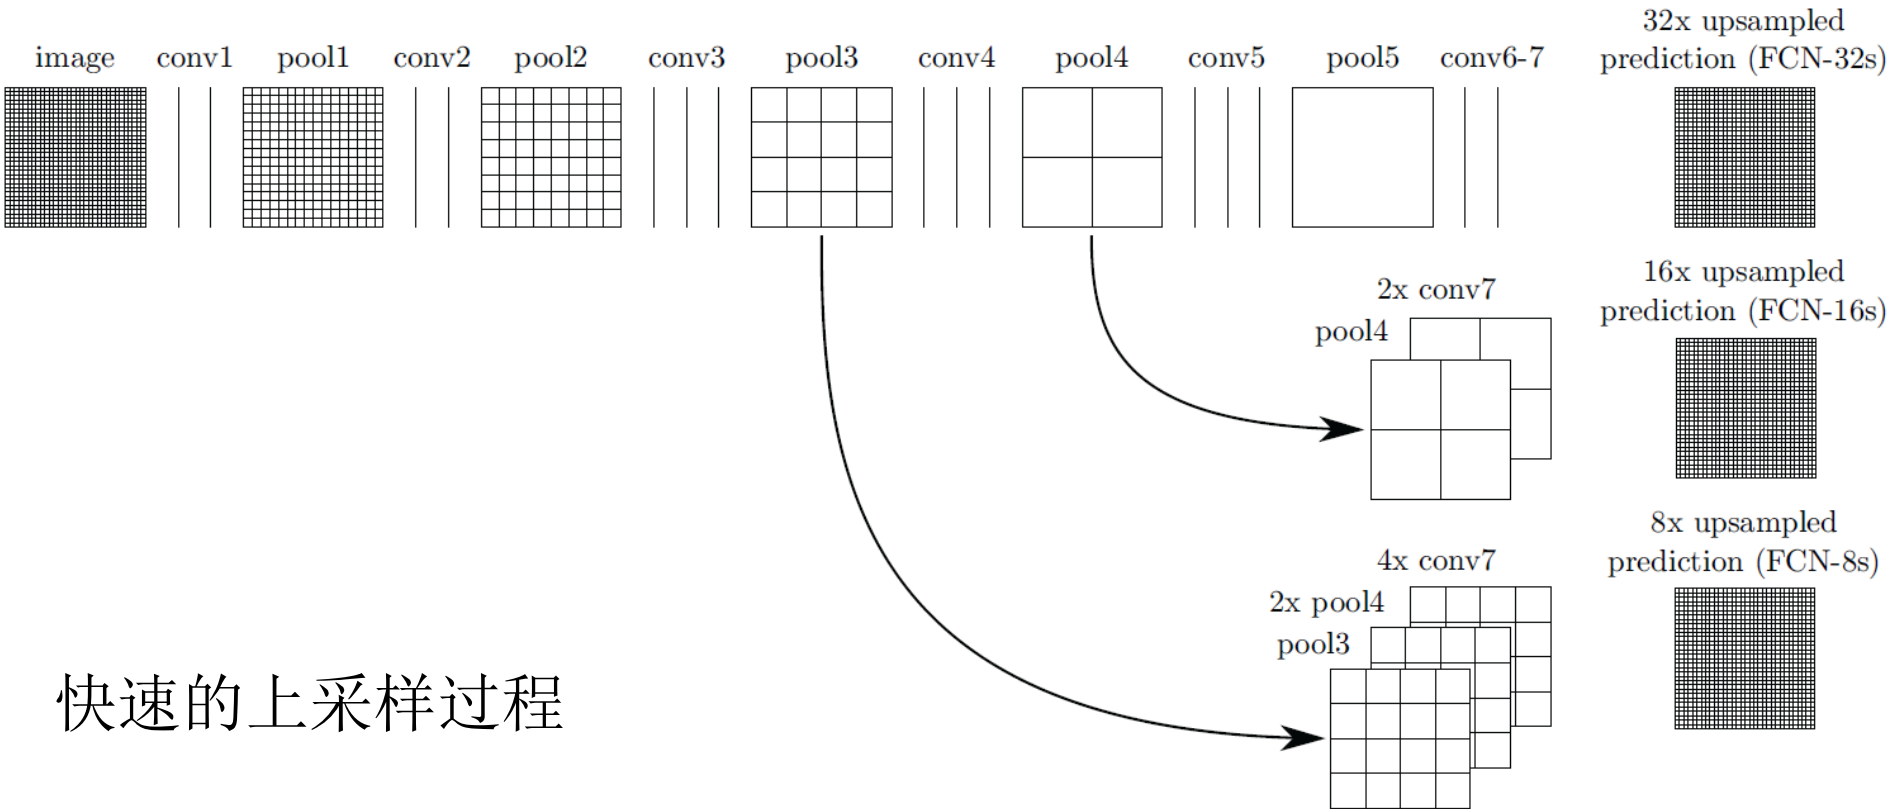 32x upsampled
image conv1 pool1 conv2 pool2 conv3 pool3 conv4 pool4 conv5 pool5 conv6-7 prediction (FCN-32s)
16x upsampled
2x conv7 prediction (FCN-16s)
pool4
8x upsampled
4x conv7 prediction (FCN-8s)
2x pool4
pool3
快速的上采样过程